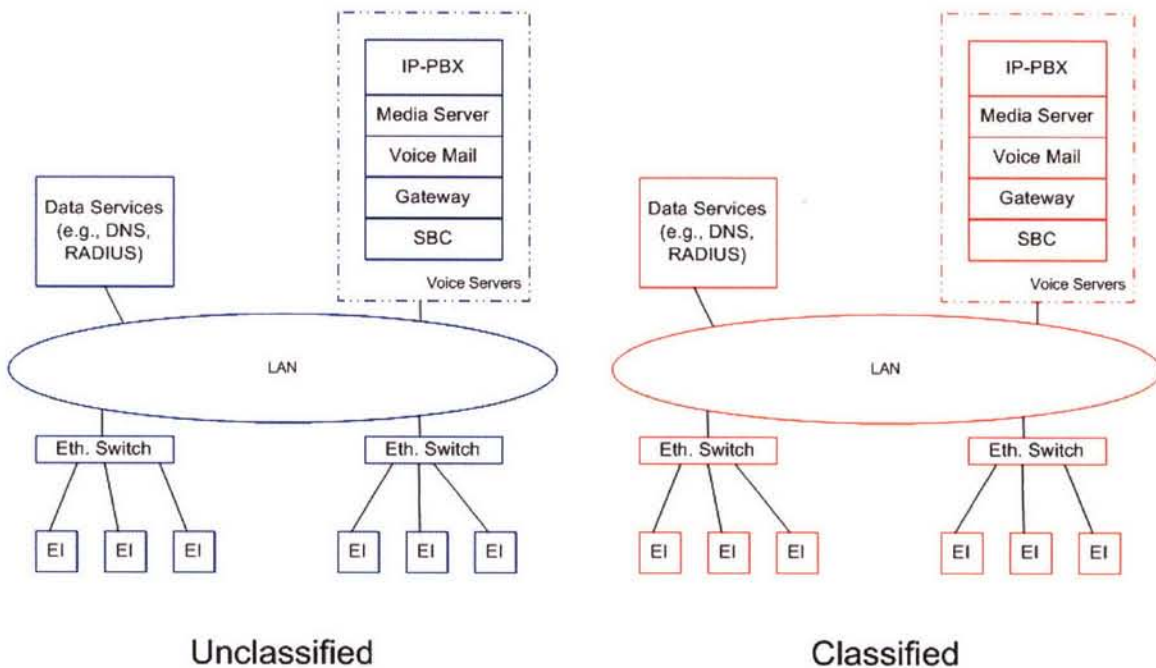 IP-PBX
Media Server
Voice Mail
Gateway
SBC
Voice Servers
Data Services
(e.g., DNS,
RADIUS)
LAN
Eth. Switch
Eth. Switch
EI
EI
EI
EI
EI
EI
Unclassified
IP-PBX
Media Server
Voice Mail
Gateway
SBC
Voice Servers
Data Services
(e.g., DNS,
RADIUS)
LAN
Eth. Switch
Eth. Switch
EI
EI
EI
EI
EI
EI
Classified